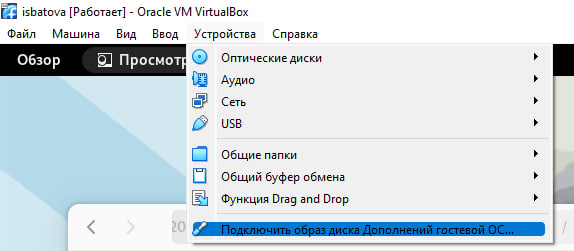 isbatova [Работает] - Oracle VM VirtualBox
Файл Машина Вид Ввод Устройства Справка
Обзор
Оптические диски
Аудио
Сеть
USB
Общие папки
Общий буфер обмена
Функция Drag and Drop
Подключить образ диска Дополнений гостевой ОС...